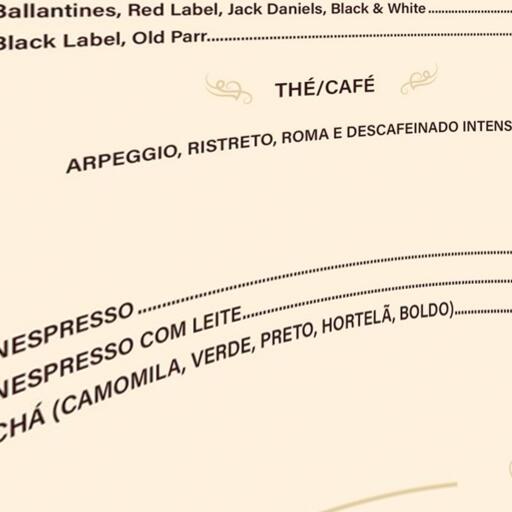 Ballantines, Red Label, Jack Daniels, Black & White
Black Label, Old Parr
THÉ/CAFÉ
ARPEGGIO, RISTRETO, ROMA E DESCAFEINADO INTENS
NESPRESSO
NESPRESSO COM LEITE
CHÁ (CAMOMILA, VERDE, PRETO, HORTELÃ, BOLDO)